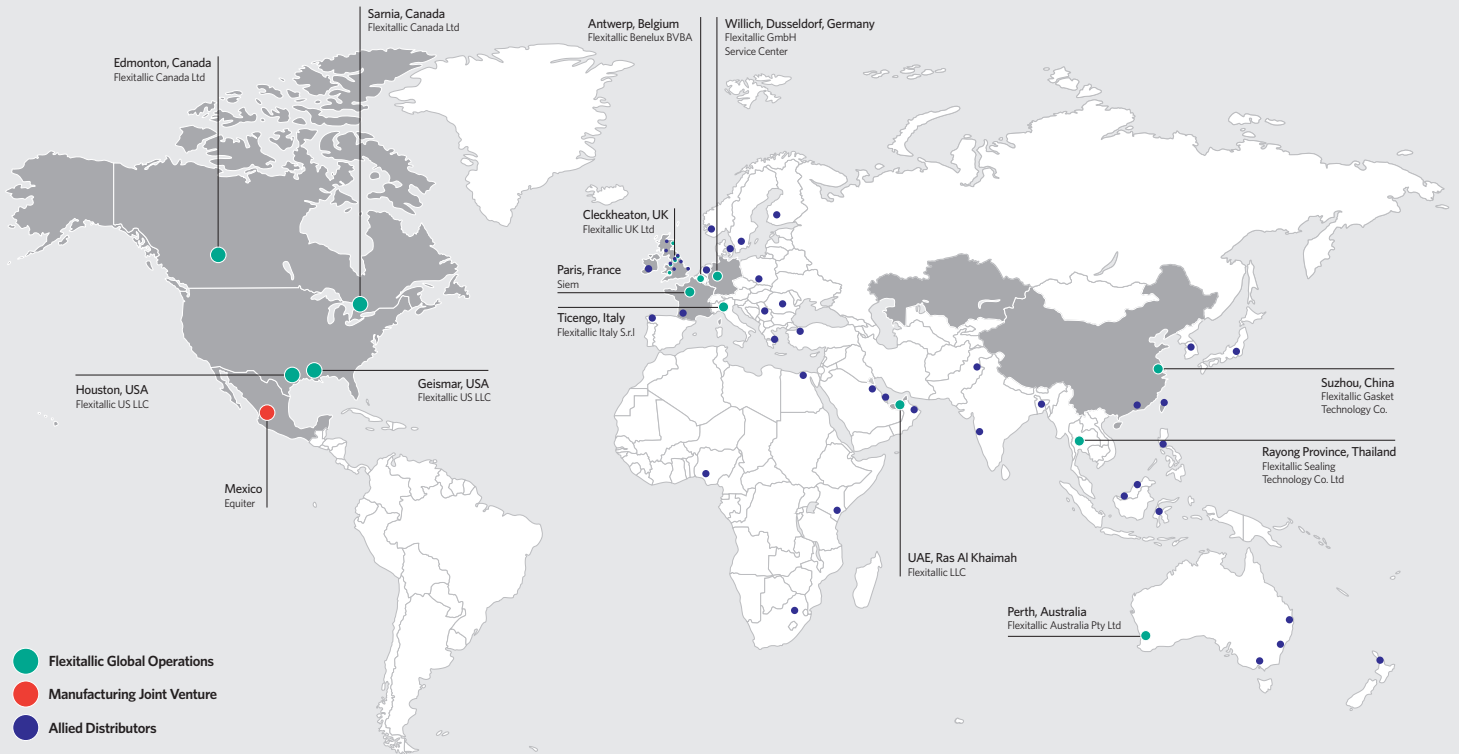 Sarnia, Canada
Flexitallic Canada Ltd
Edmonton, Canada
Flexitallic Canada Ltd
Antwerp, Belgium
Flexitallic Benelux BVBA
Willich, Dusseldorf, Germany
Flexitallic GmbH
Service Center
Cleckheaton, UK
Flexitallic UK Ltd
Paris, France
Siem
Ticengo, Italy
Flexitallic Italy S.r.l
Houston, USA
Flexitallic US LLC
Geismar, USA
Flexitallic US LLC
Mexico
Equiter
Suzhou, China
Flexitallic Gasket
Technology Co.
Rayong Province, Thailand
Flexitallic Sealing
Technology Co. Ltd
UAE, Ras Al Khaimah
Flexitallic LLC
Perth, Australia
Flexitallic Australia Pty Ltd
Flexitallic Global Operations
Manufacturing Joint Venture
Allied Distributors